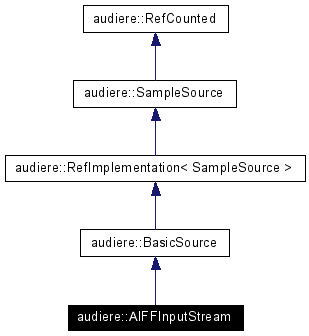 audiere::RefCounted
audiere::SampleSource
audiere::RefImplementation< SampleSource >
audiere::BasicSource
audiere::AIFFInputStream